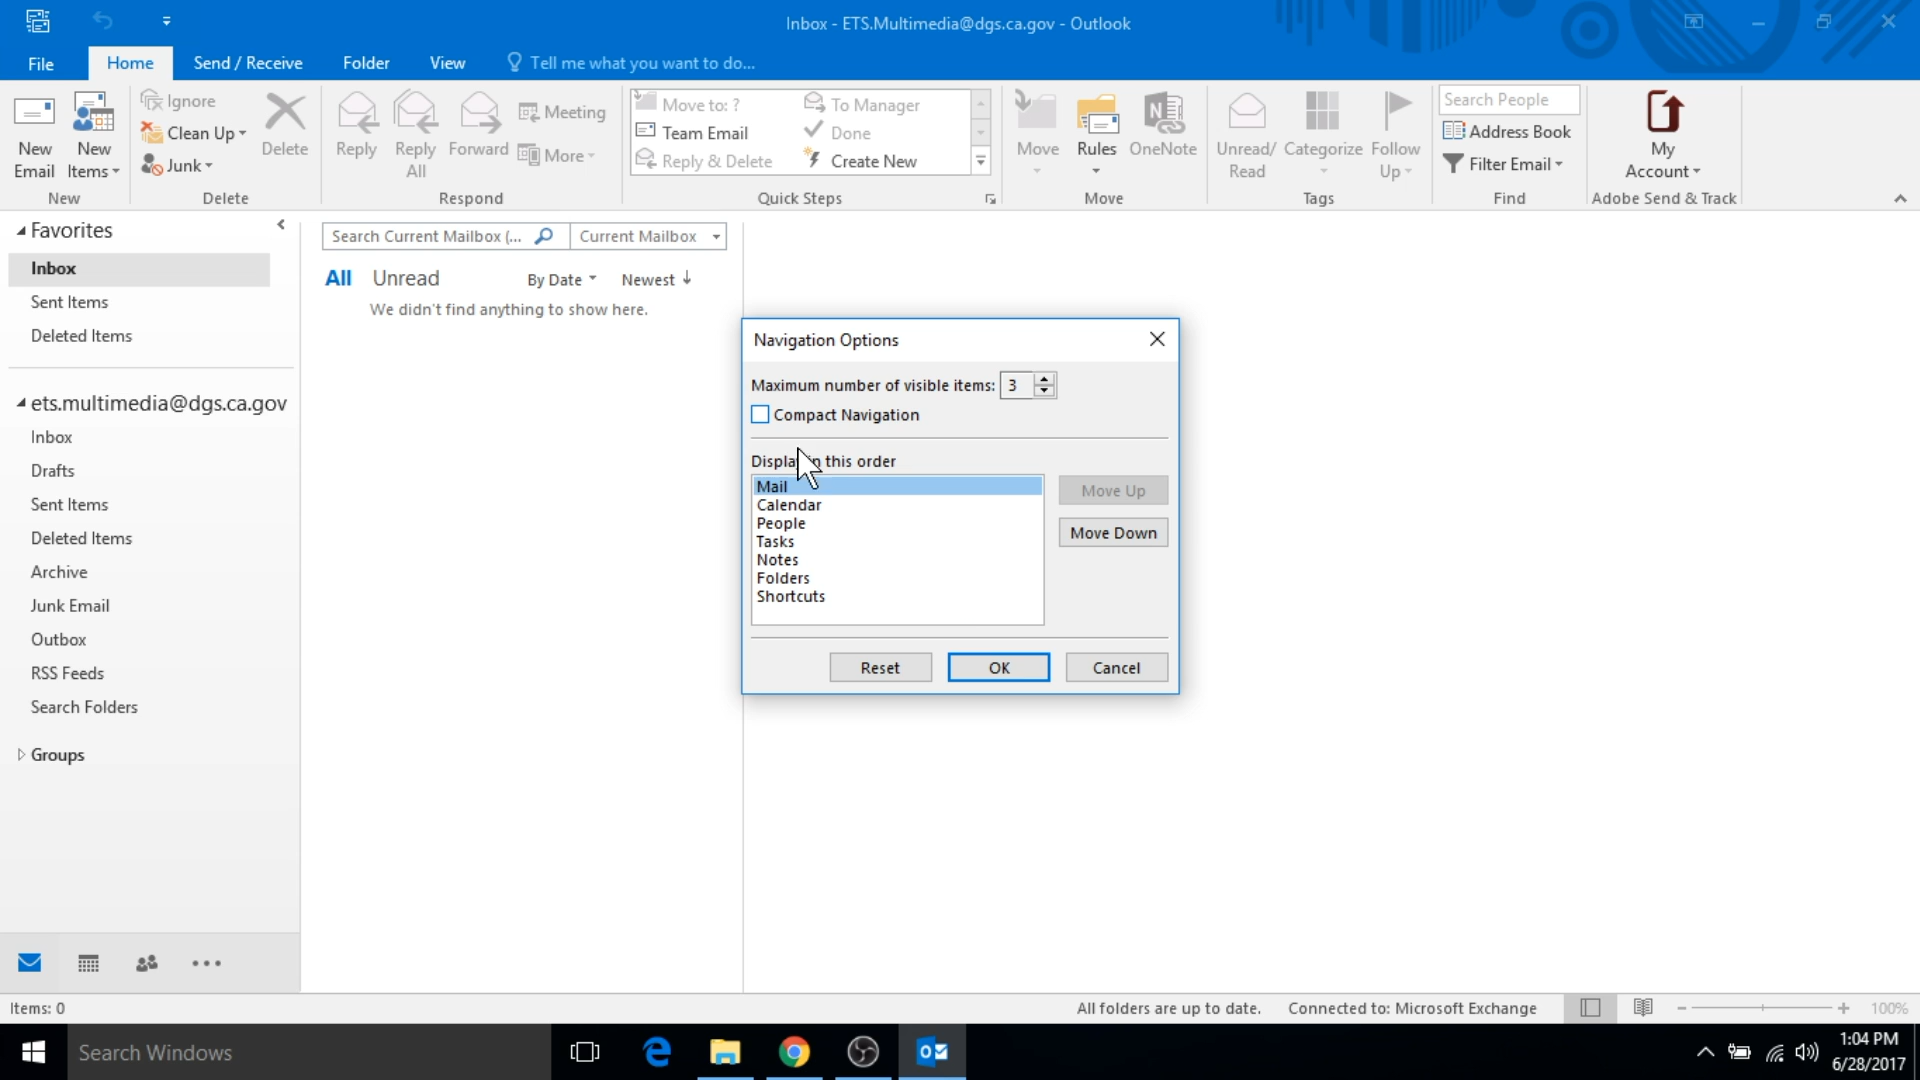 Inbox - ETS.Multimedia@dgs.ca.gov - Outlook
File Home Send / Receive Folder View Tell me what you want to do...
New Email
New Items
New
Ignore
Clean Up
Junk
Delete
Delete
Reply
Reply All
Forward
Meeting
More
Respond
Move to: ?
Team Email
Reply & Delete
To Manager
Done
Create New
Quick Steps
Move
Rules
OneNote
Move
Unread/ Read
Categorize
Follow Up
Tags
Search People
Address Book
Filter Email
Find
My Account
Adobe Send & Track
Favorites
Inbox
Sent Items
Deleted Items
ets.multimedia@dgs.ca.gov
Inbox
Drafts
Sent Items
Deleted Items
Archive
Junk Email
Outbox
RSS Feeds
Search Folders
Groups
Search Current Mailbox (... Current Mailbox
All Unread By Date Newest
We didn't find anything to show here.
Navigation Options
Maximum number of visible items: 3
Compact Navigation
Display in this order
Mail
Calendar
People
Tasks
Notes
Folders
Shortcuts
Move Up
Move Down
Reset OK Cancel
Items: 0 All folders are up to date. Connected to: Microsoft Exchange 100%
Search Windows
1:04 PM
6/28/2017